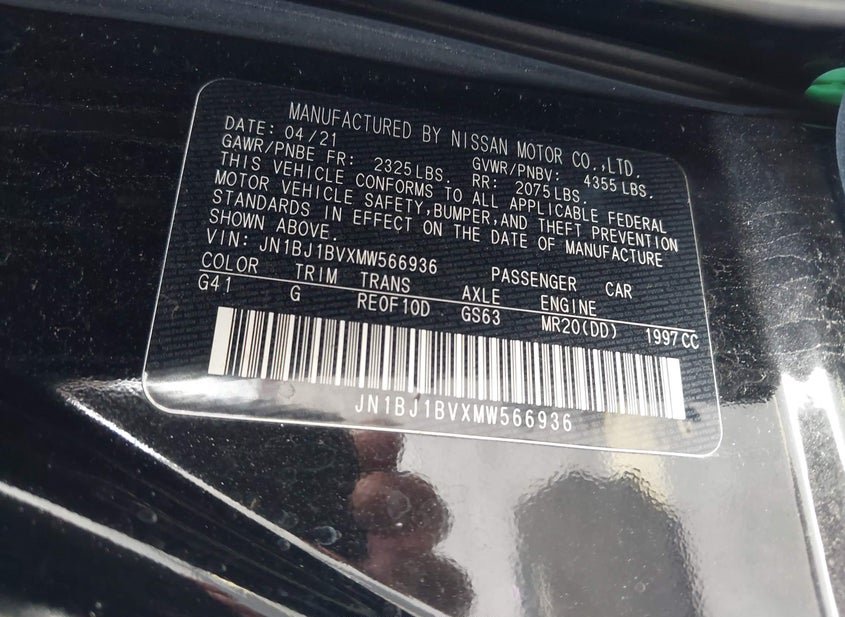 MANUFACTURED BY NISSAN MOTOR CO.,LTD.
DATE: 04/21 GVWR/PNBV: 4355 LBS.
GAWR/PNBE FR: 2325 LBS. RR: 2075 LBS.
THIS VEHICLE CONFORMS TO ALL APPLICABLE FEDERAL
MOTOR VEHICLE SAFETY,BUMPER,AND THEFT PREVENTION
STANDARDS IN EFFECT ON THE DATE OF MANUFACTURE
SHOWN ABOVE.
VIN: JN1BJ1BVXMW566936 PASSENGER CAR
COLOR TRIM TRANS AXLE ENGINE
G41 G RE0F10D GS63 MR20(DD) 1997CC
JN1BJ1BVXMW566936